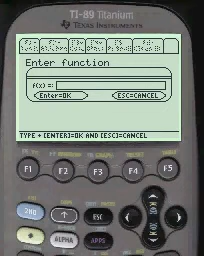 TI-89 Titanium
TEXAS INSTRUMENTS
Enter function
f(x) =:
Enter=OK ESC=CANCEL
TYPE + [ENTER]=OK AND [ESC]=CANCEL
F1 F2 F3 F4 F5
2ND ESC
ALPHA APPS